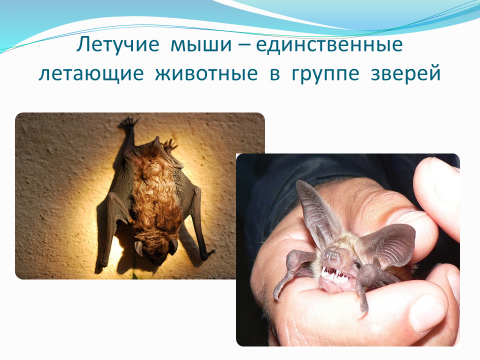 Летучие мыши – единственные
летающие животные в группе зверей